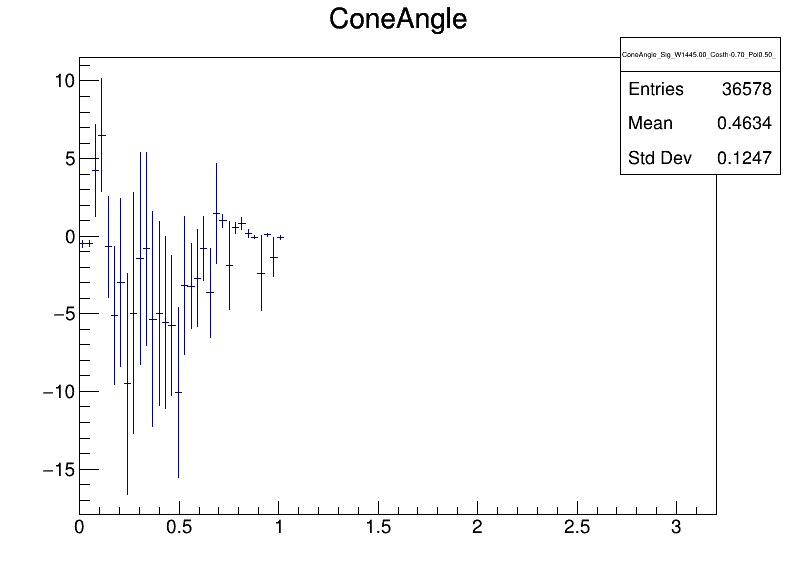 ConeAngle
ConeAngle_Sig_W1445.00_Costh-0.70_Pol0.50_
Entries 36578
Mean 0.4634
Std Dev 0.1247
10
5
0
−5
−10
−15
0 0.5 1 1.5 2 2.5 3